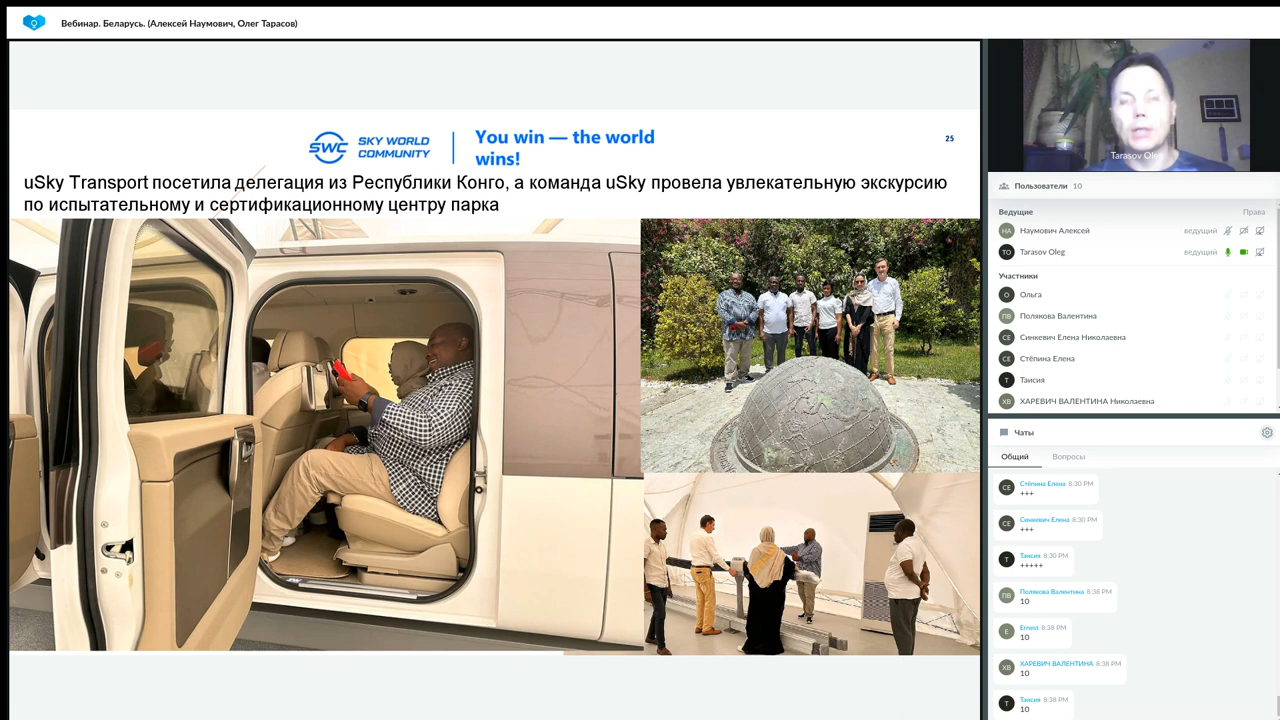 Вебинар. Беларусь. (Алексей Наумович, Олег Тарасов)
SWC
SKY WORLD
COMMUNITY
You win — the world
wins!
25
uSky Transport посетила делегация из Республики Конго, а команда uSky провела увлекательную экскурсию
по испытательному и сертификационному центру парка
Tarasov Oleg
Пользователи 10
Ведущие Права
НА Наумович Алексей ведущий
TO Tarasov Oleg ведущий
Участники
О Ольга
ПВ Полякова Валентина
СЕ Синкевич Елена Николаевна
СЕ Стёпина Елена
Т Таисия
ХВ ХАРЕВИЧ ВАЛЕНТИНА Николаевна
Чаты
Общий Вопросы
СЕ Стёпина Елена 8:30 PM
+++
СЕ Синкевич Елена 8:30 PM
+++
Т Таисия 8:30 PM
+++++
ПВ Полякова Валентина 8:38 PM
10
E Ernest 8:38 PM
10
ХВ ХАРЕВИЧ ВАЛЕНТИНА 8:38 PM
10
Т Таисия 8:38 PM
10